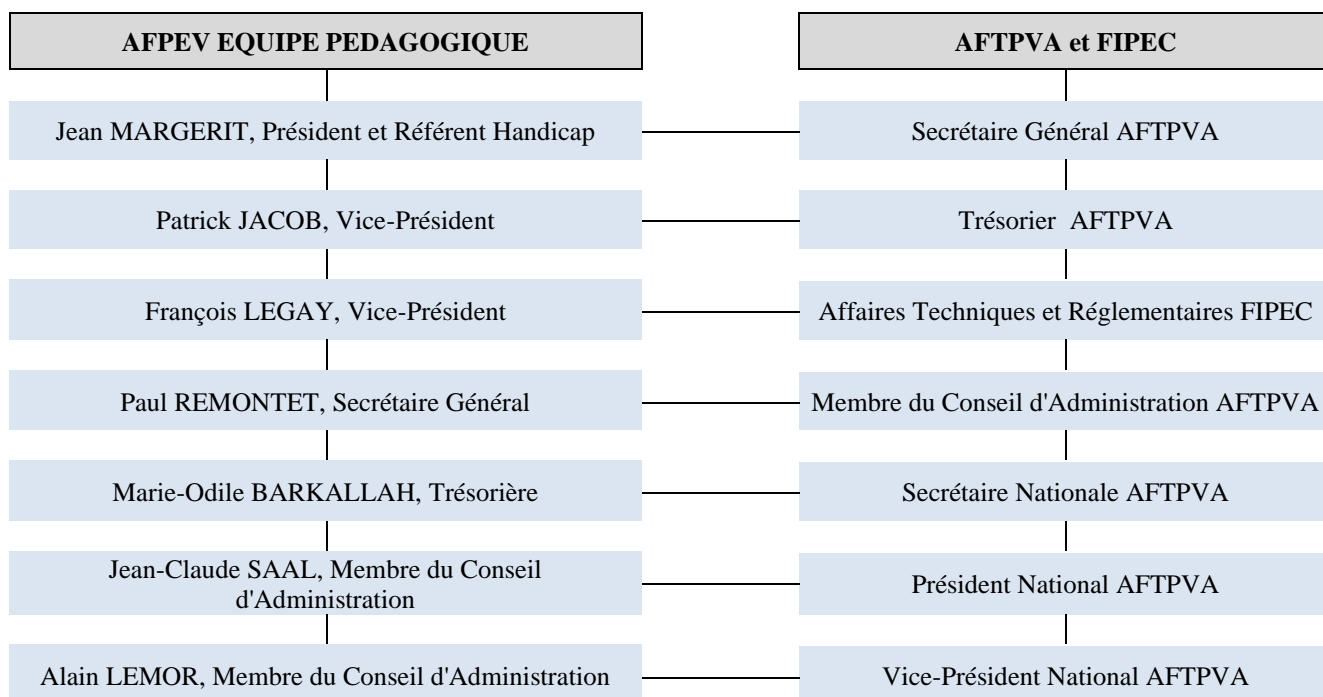 AFPEV EQUIPE PEDAGOGIQUE
AFTPVA et FIPEC
Jean MARGERIT, Président et Référent Handicap
Secrétaire Général AFTPVA
Patrick JACOB, Vice-Président
Trésorier AFTPVA
François LEGAY, Vice-Président
Affaires Techniques et Réglementaires FIPEC
Paul REMONTET, Secrétaire Général
Membre du Conseil d'Administration AFTPVA
Marie-Odile BARKALLAH, Trésorière
Secrétaire Nationale AFTPVA
Jean-Claude SAAL, Membre du Conseil
d'Administration
Président National AFTPVA
Alain LEMOR, Membre du Conseil d'Administration
Vice-Président National AFTPVA